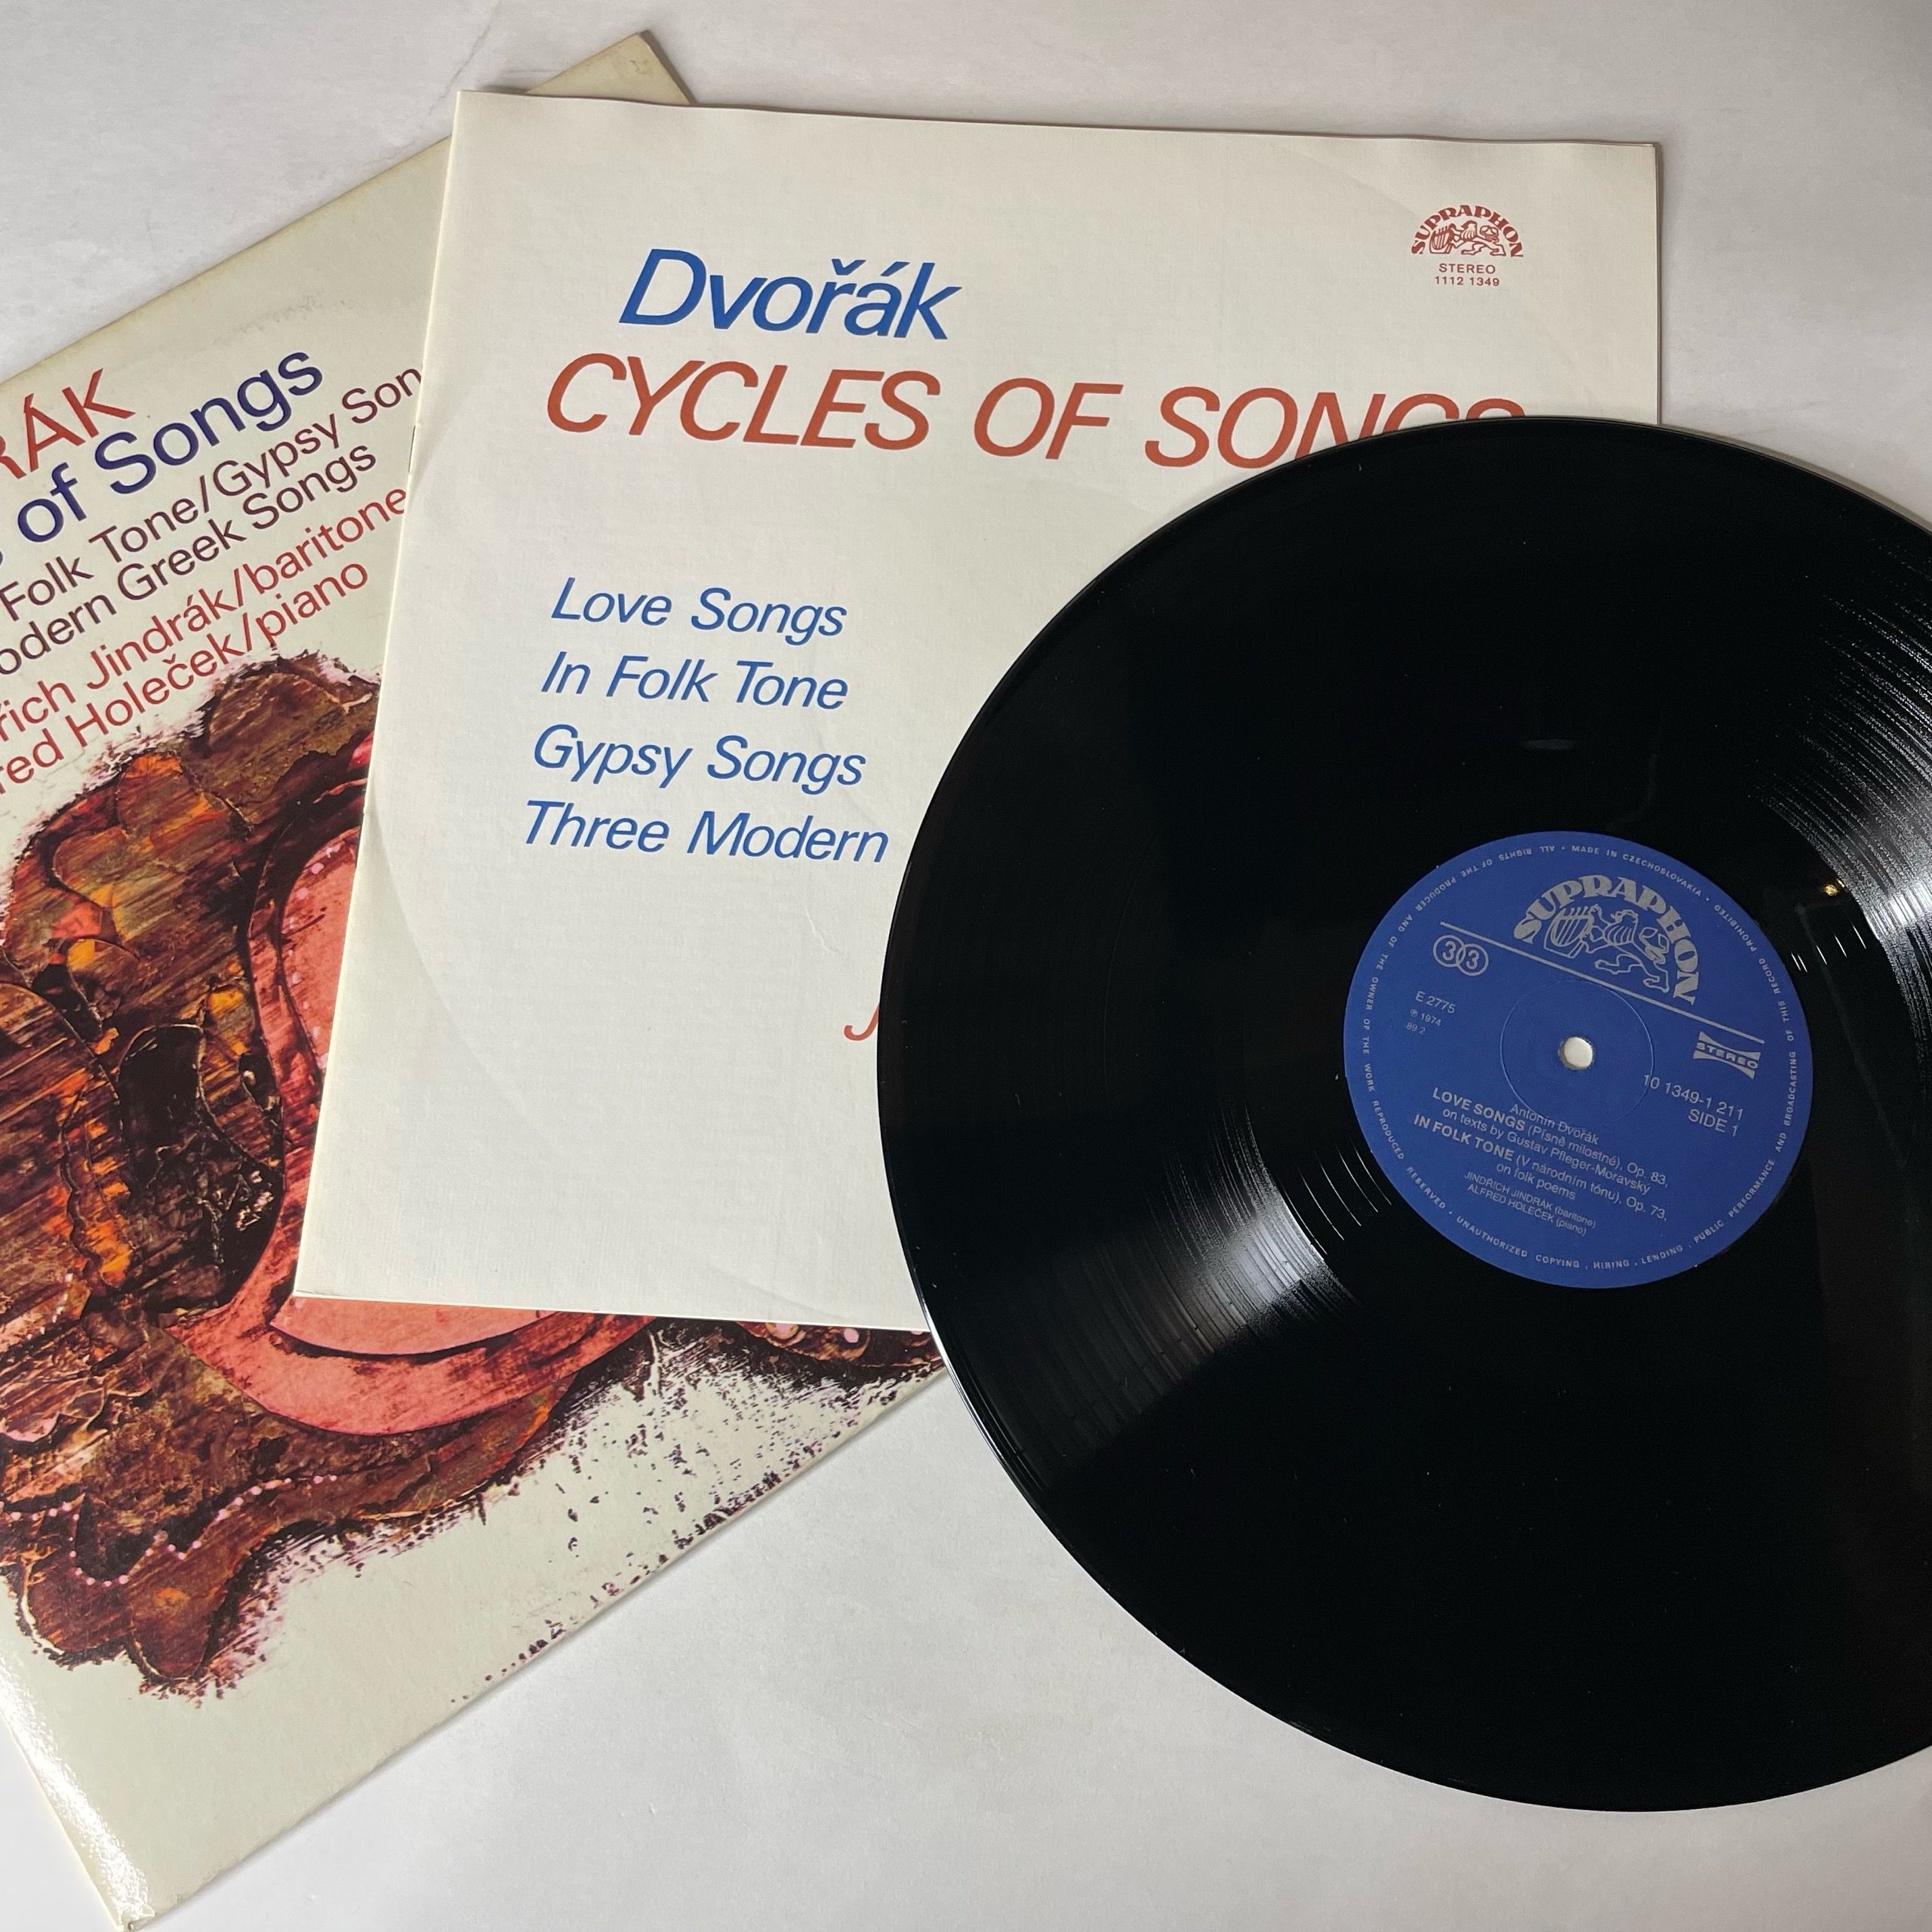 RÁK
of Songs
Folk Tone/Gypsy Son
odern Greek Songs
řich Jindrák/baritone
red Holeček/piano
SUPRAPHON
STEREO
1112 1349
Dvořák
CYCLES OF SONGS
Love Songs
In Folk Tone
Gypsy Songs
Three Modern
J
SUPRAPHON
33
E 2775
℗ 1974
89 2
STEREO
10 1349-1 211
SIDE 1
Antonín Dvořák
LOVE SONGS (Písně milostné), Op. 83,
on texts by Gustav Pfleger-Moravský
IN FOLK TONE (V národním tónu), Op. 73,
on folk poems
JINDŘICH JINDRÁK (baritone)
ALFRED HOLEČEK (piano)
MADE IN CZECHOSLOVAKIA • ALL RIGHTS OF THE PRODUCER AND OF THE OWNER OF THE WORK REPRODUCED RESERVED • UNAUTHORIZED COPYING, HIRING, LENDING, PUBLIC PERFORMANCE AND BROADCASTING OF THIS RECORD PROHIBITED •